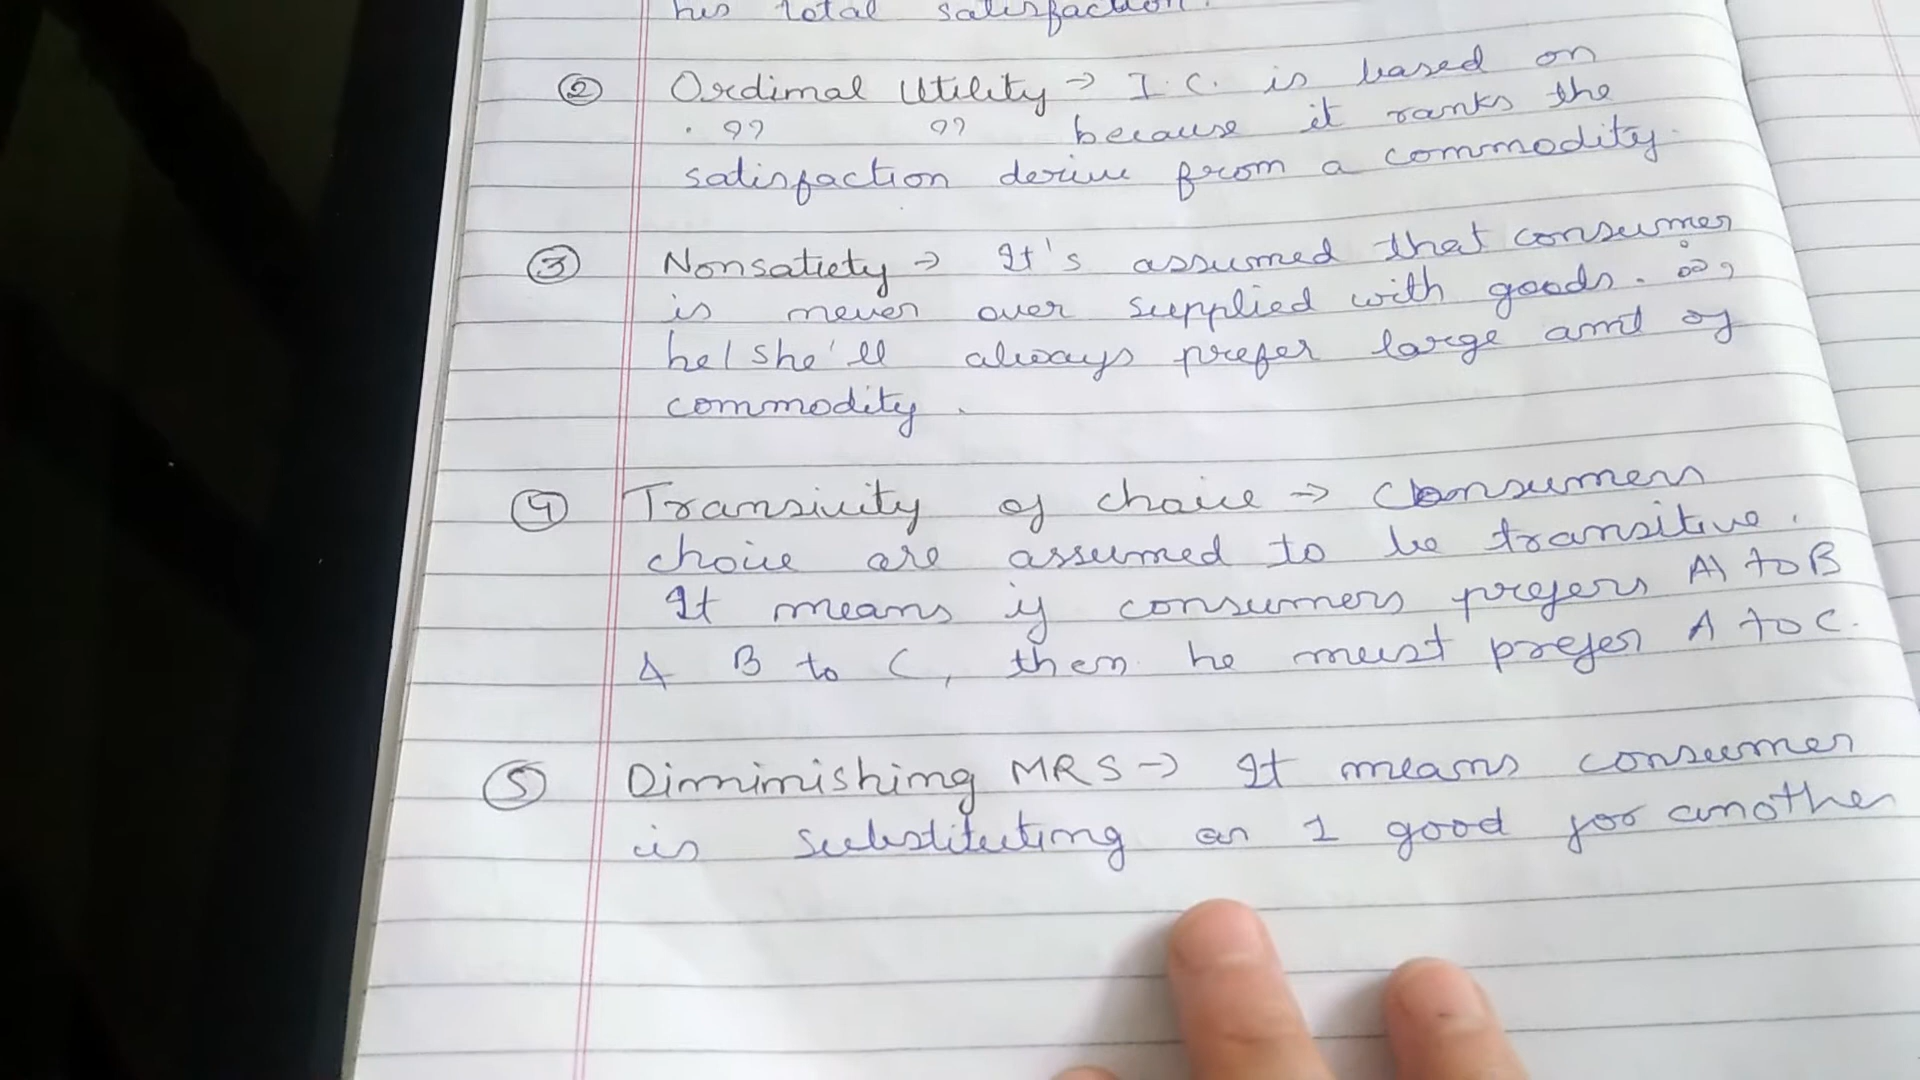 his total satisfaction.
② Ordinal Utility → I.C. is based on
" " because it ranks the
satisfaction derive from a commodity.
③ Nonsatiety → It's assumed that consumer
is never over supplied with goods. ∴,
he/she'll always prefer large amt of
commodity.
④ Transivity of choice → Consumers
choice are assumed to be transitive.
It means if consumers prefers A to B
& B to C, then he must prefer A to C.
⑤ Diminishing MRS → It means consumer
is substituting 1 good for another